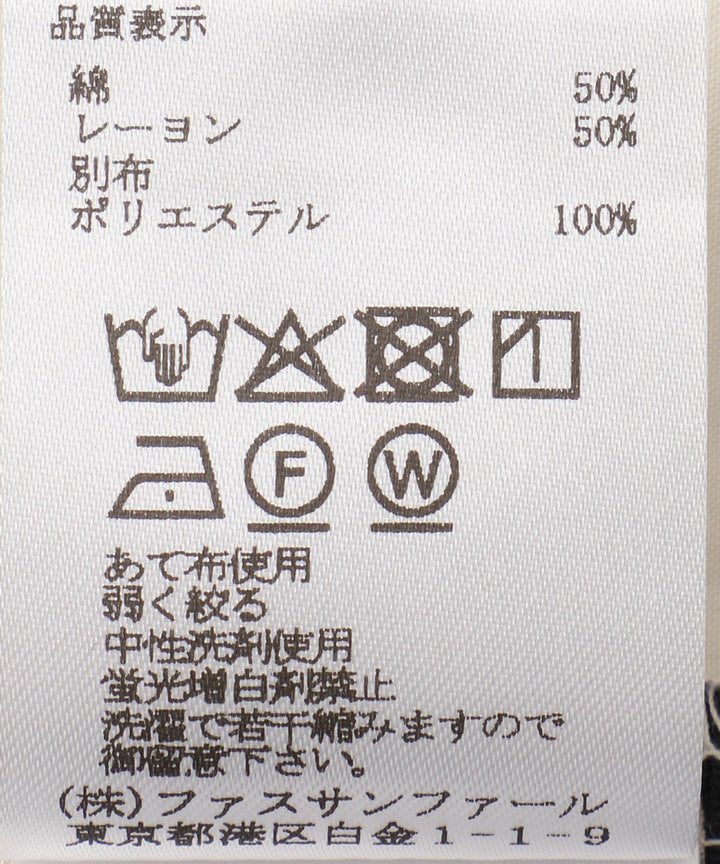 品質表示
綿 50%
レーヨン 50%
別布
ポリエステル 100%
F W
あて布使用
弱く絞る
中性洗剤使用
蛍光増白剤禁止
洗濯で若干縮みますので
御留意下さい。
(株)ファスサンファール
東京都港区白金1-1-9